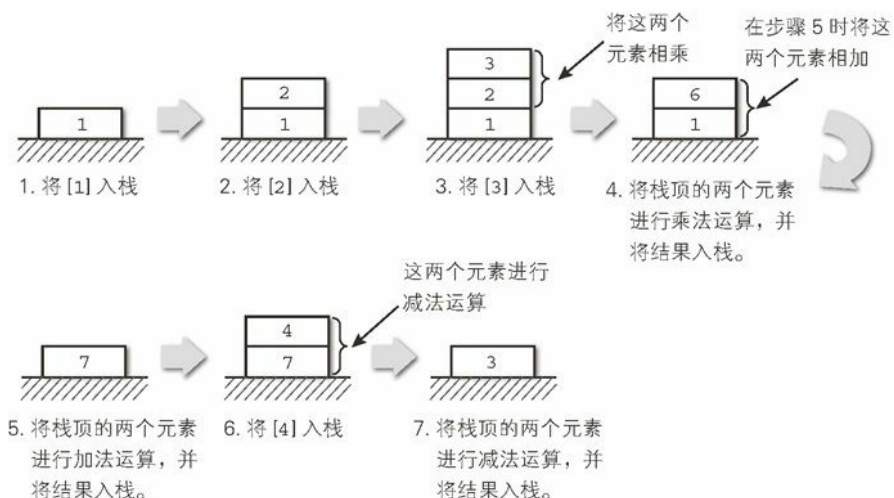 将这两个
元素相乘
在步骤 5 时将这
两个元素相加
1
2
1
3
2
1
6
1
1. 将 [1] 入栈
2. 将 [2] 入栈
3. 将 [3] 入栈
4. 将栈顶的两个元素
进行乘法运算，并
将结果入栈。
这两个元素进行
减法运算
7
4
7
3
5. 将栈顶的两个元素
进行加法运算，并
将结果入栈。
6. 将 [4] 入栈
7. 将栈顶的两个元素
进行减法运算，并
将结果入栈。